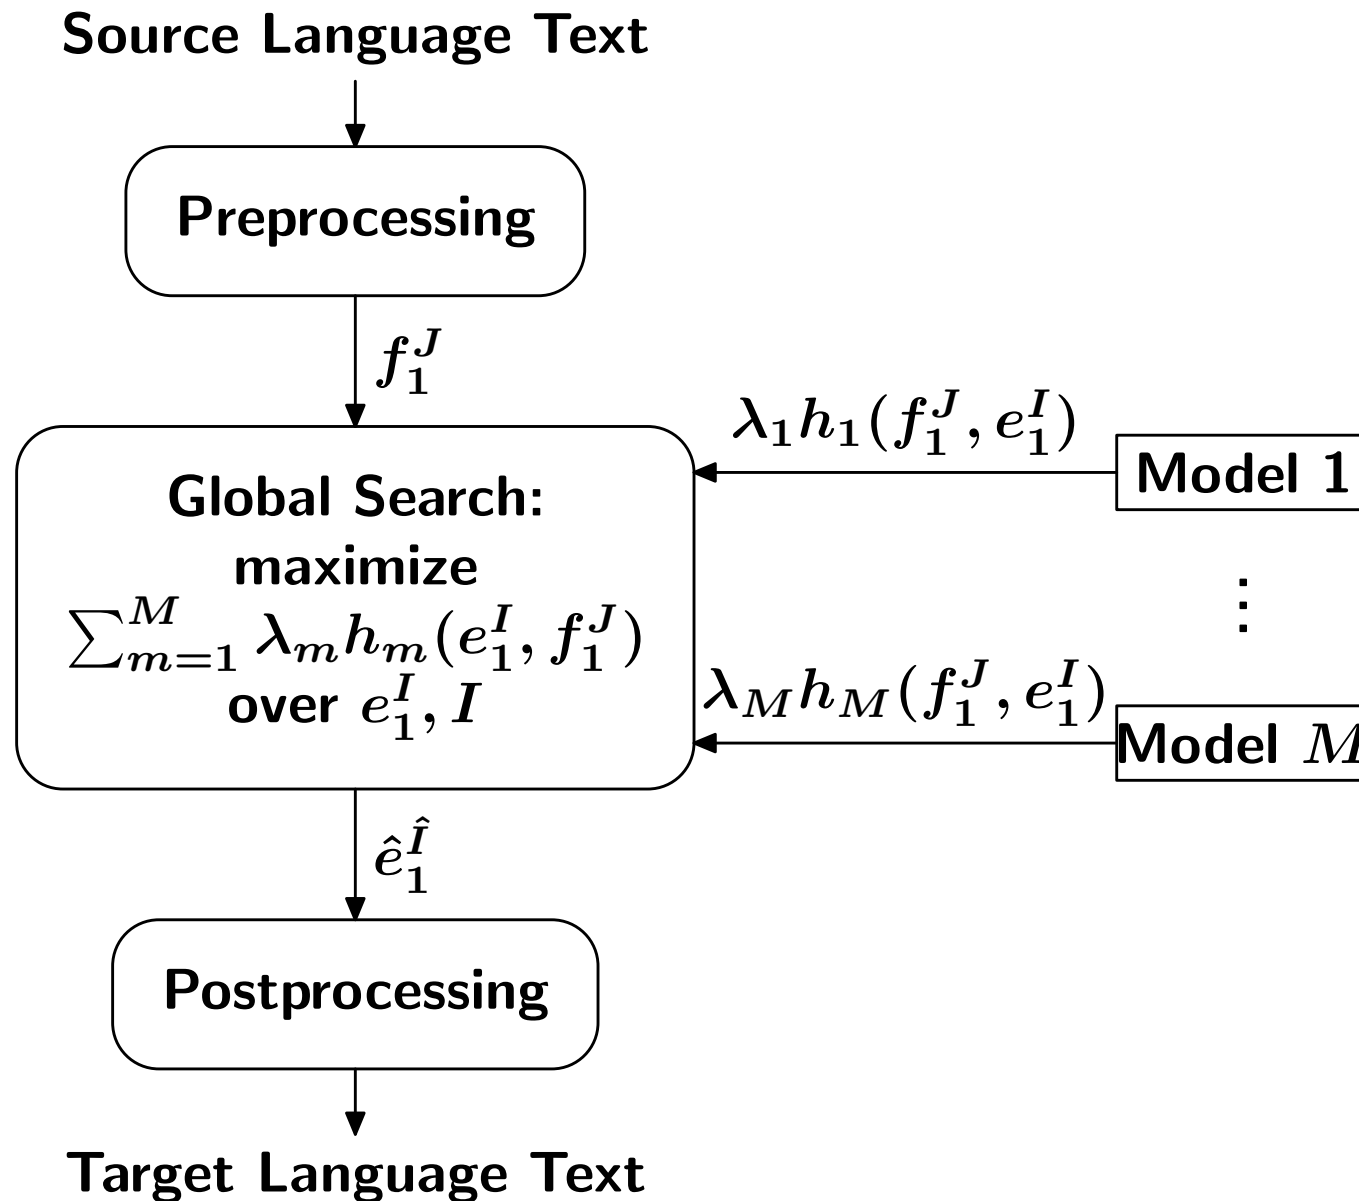 Source Language Text
Preprocessing
f_1^J
λ_1 h_1(f_1^J, e_1^I)
Model 1
Global Search:
maximize
∑_{m=1}^M λ_m h_m(e_1^I, f_1^J)
over e_1^I, I
⋮
λ_M h_M(f_1^J, e_1^I)
Model M
ê_1^Î
Postprocessing
Target Language Text